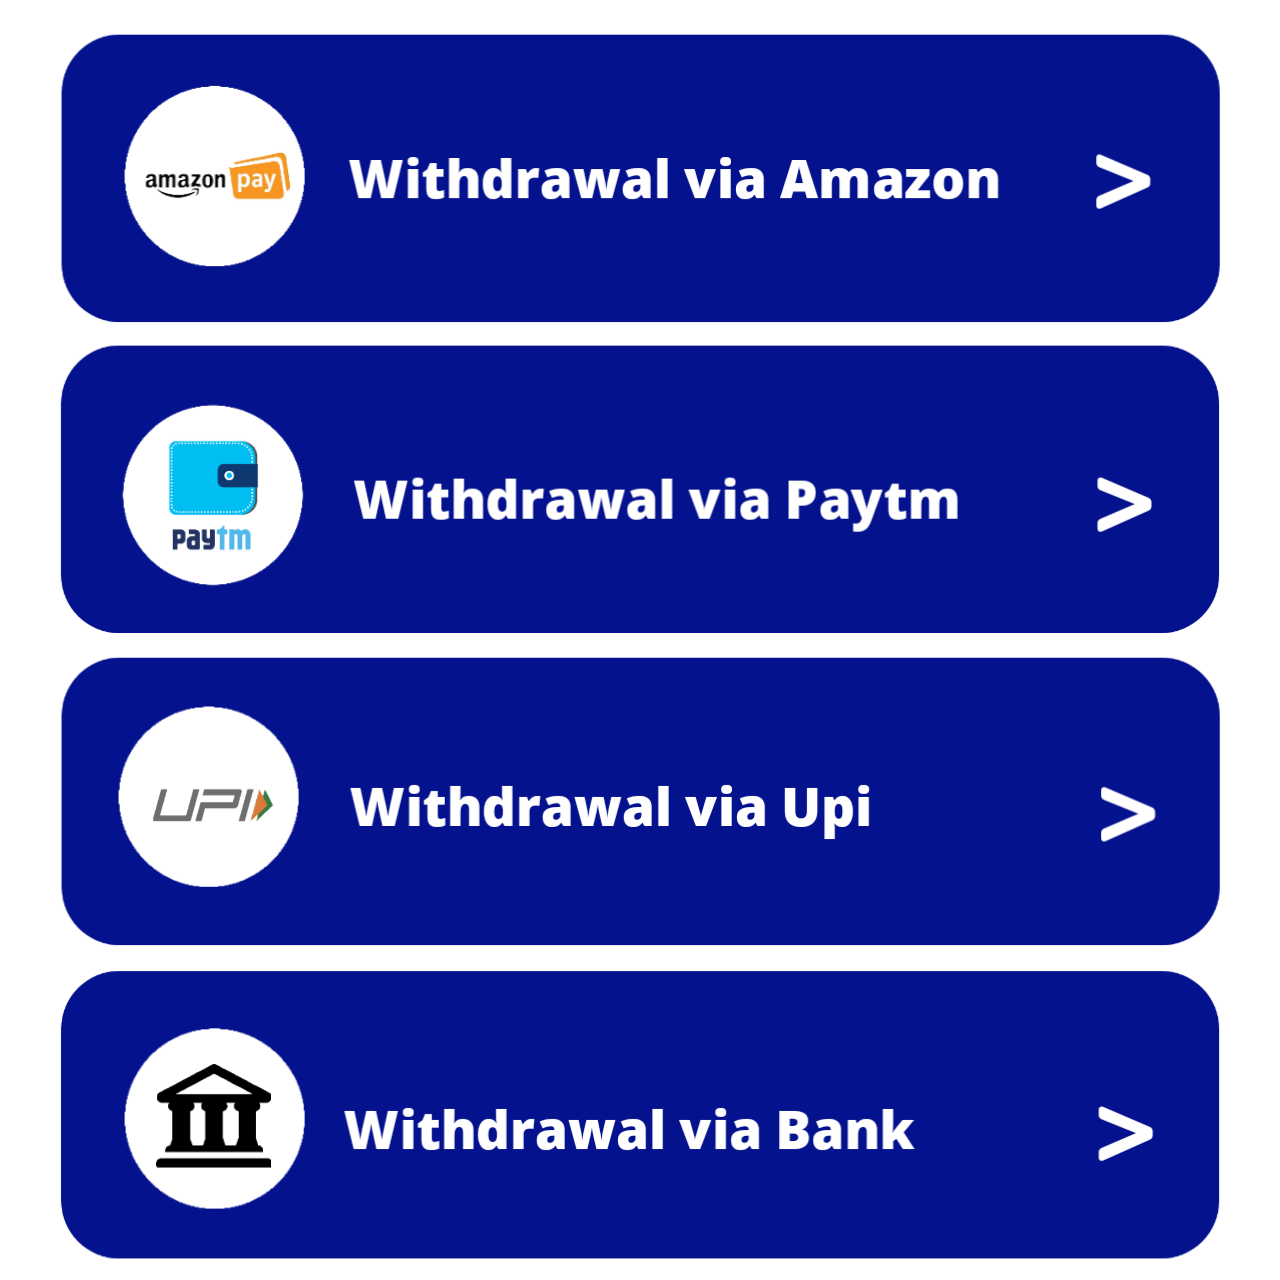 amazon pay
Withdrawal via Amazon >
paytm
Withdrawal via Paytm >
UPI
Withdrawal via Upi >
Withdrawal via Bank >